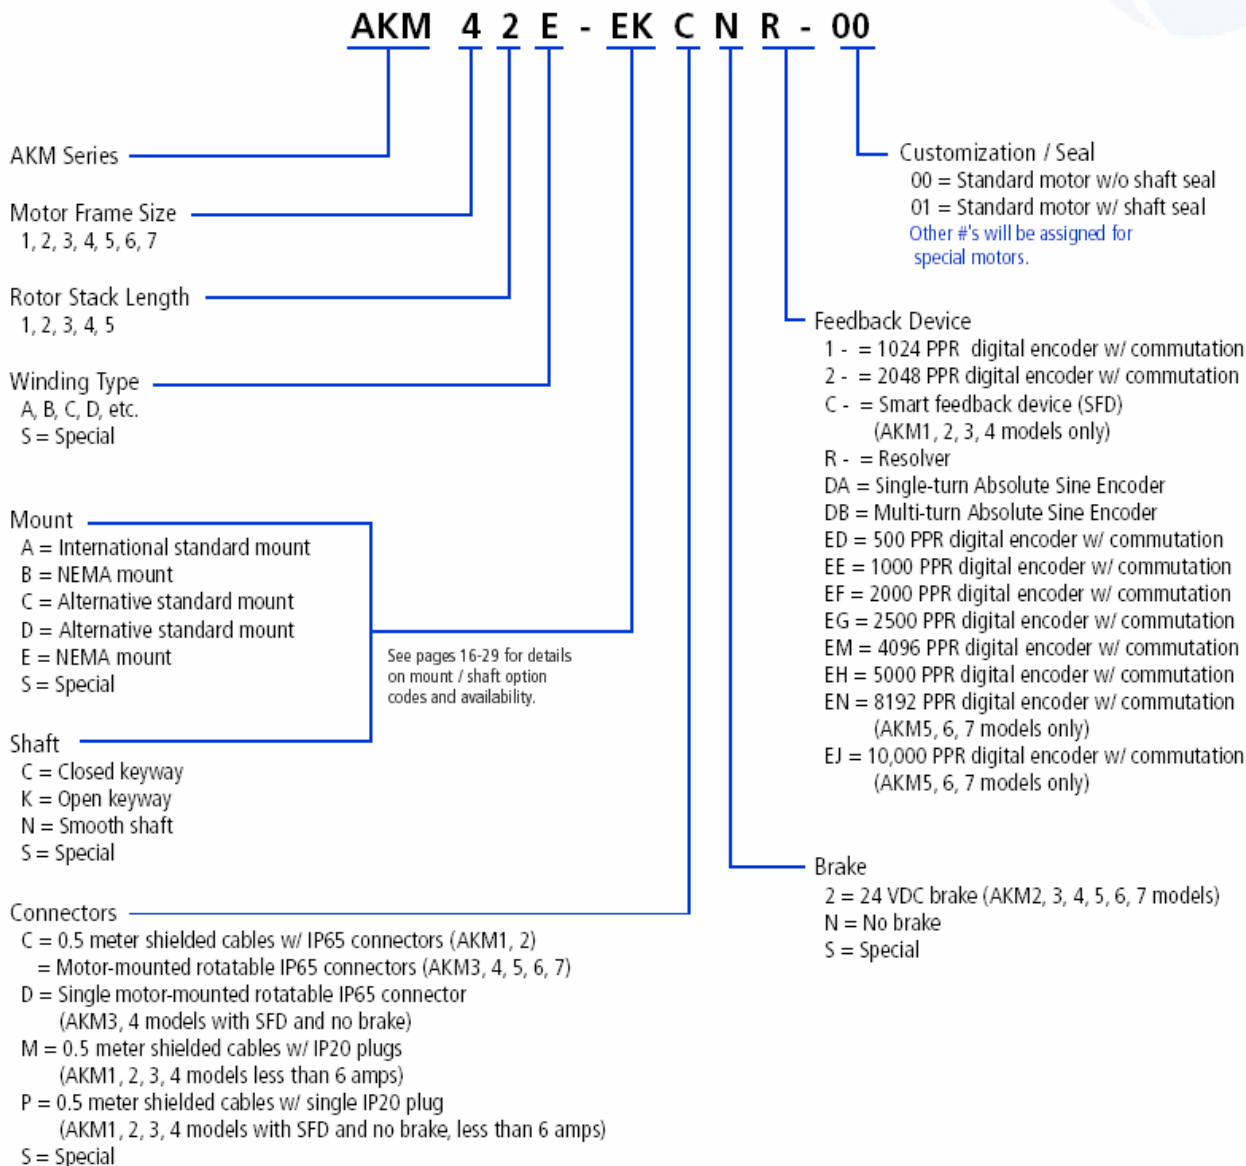 AKM 4 2 E - EK C N R - 00
AKM Series
Motor Frame Size
1, 2, 3, 4, 5, 6, 7
Rotor Stack Length
1, 2, 3, 4, 5
Winding Type
A, B, C, D, etc.
S = Special
Mount
A = International standard mount
B = NEMA mount
C = Alternative standard mount
D = Alternative standard mount
E = NEMA mount
S = Special
See pages 16-29 for details
on mount / shaft option
codes and availability.
Shaft
C = Closed keyway
K = Open keyway
N = Smooth shaft
S = Special
Connectors
C = 0.5 meter shielded cables w/ IP65 connectors (AKM1, 2)
= Motor-mounted rotatable IP65 connectors (AKM3, 4, 5, 6, 7)
D = Single motor-mounted rotatable IP65 connector
(AKM3, 4 models with SFD and no brake)
M = 0.5 meter shielded cables w/ IP20 plugs
(AKM1, 2, 3, 4 models less than 6 amps)
P = 0.5 meter shielded cables w/ single IP20 plug
(AKM1, 2, 3, 4 models with SFD and no brake, less than 6 amps)
S = Special
Customization / Seal
00 = Standard motor w/o shaft seal
01 = Standard motor w/ shaft seal
Other #'s will be assigned for
special motors.
Feedback Device
1 - = 1024 PPR digital encoder w/ commutation
2 - = 2048 PPR digital encoder w/ commutation
C - = Smart feedback device (SFD)
(AKM1, 2, 3, 4 models only)
R - = Resolver
DA = Single-turn Absolute Sine Encoder
DB = Multi-turn Absolute Sine Encoder
ED = 500 PPR digital encoder w/ commutation
EE = 1000 PPR digital encoder w/ commutation
EF = 2000 PPR digital encoder w/ commutation
EG = 2500 PPR digital encoder w/ commutation
EM = 4096 PPR digital encoder w/ commutation
EH = 5000 PPR digital encoder w/ commutation
EN = 8192 PPR digital encoder w/ commutation
(AKM5, 6, 7 models only)
EJ = 10,000 PPR digital encoder w/ commutation
(AKM5, 6, 7 models only)
Brake
2 = 24 VDC brake (AKM2, 3, 4, 5, 6, 7 models)
N = No brake
S = Special